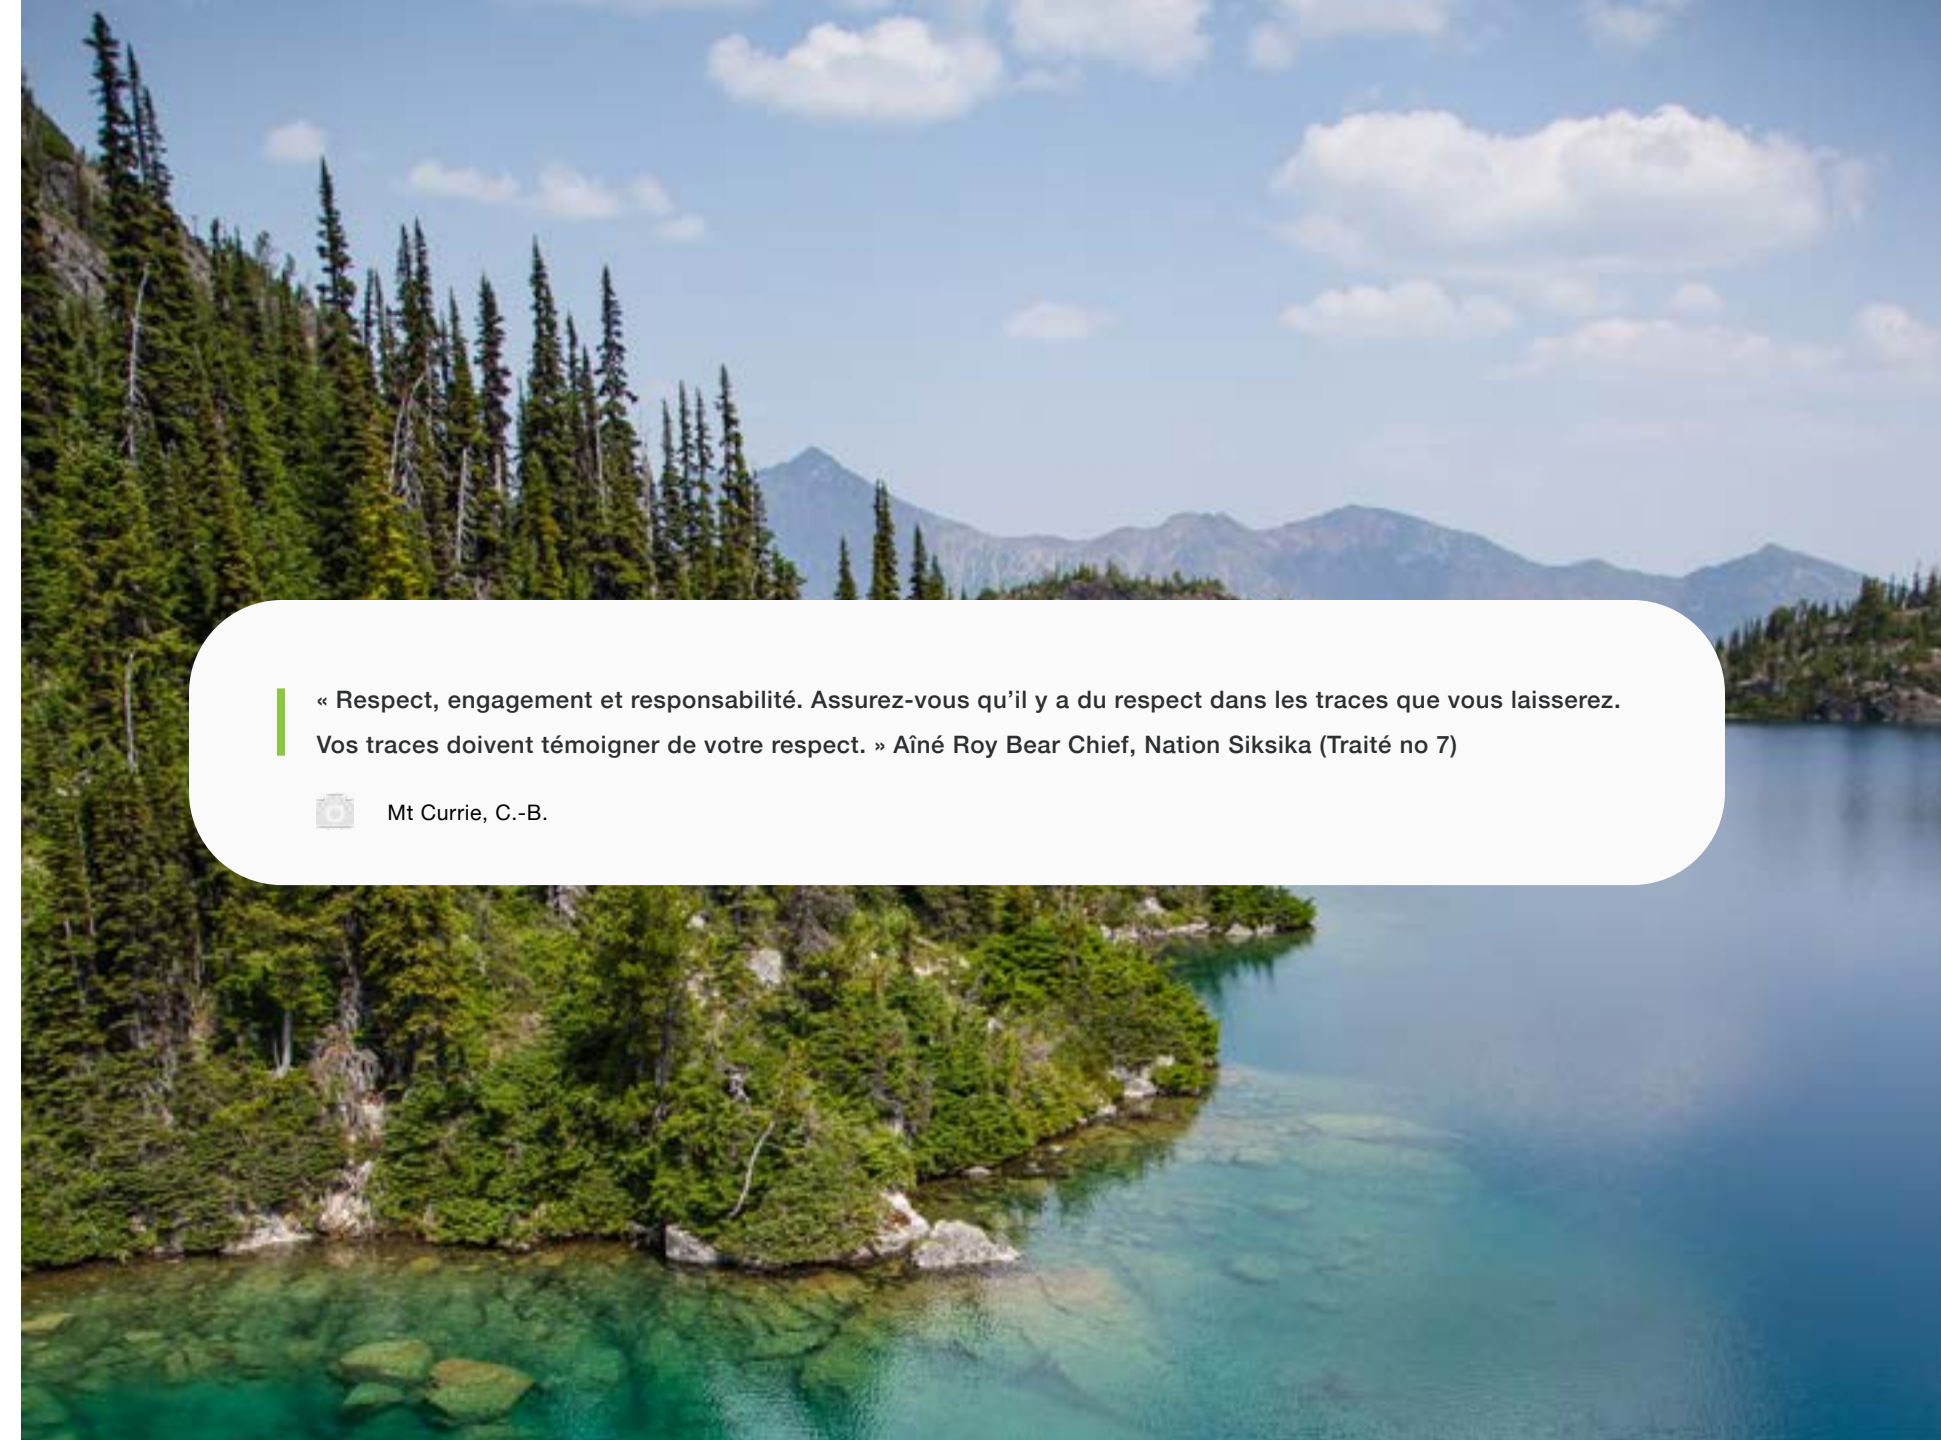 « Respect, engagement et responsabilité. Assurez-vous qu’il y a du respect dans les traces que vous laisserez.
Vos traces doivent témoigner de votre respect. » Aîné Roy Bear Chief, Nation Siksika (Traité no 7)
Mt Currie, C.-B.